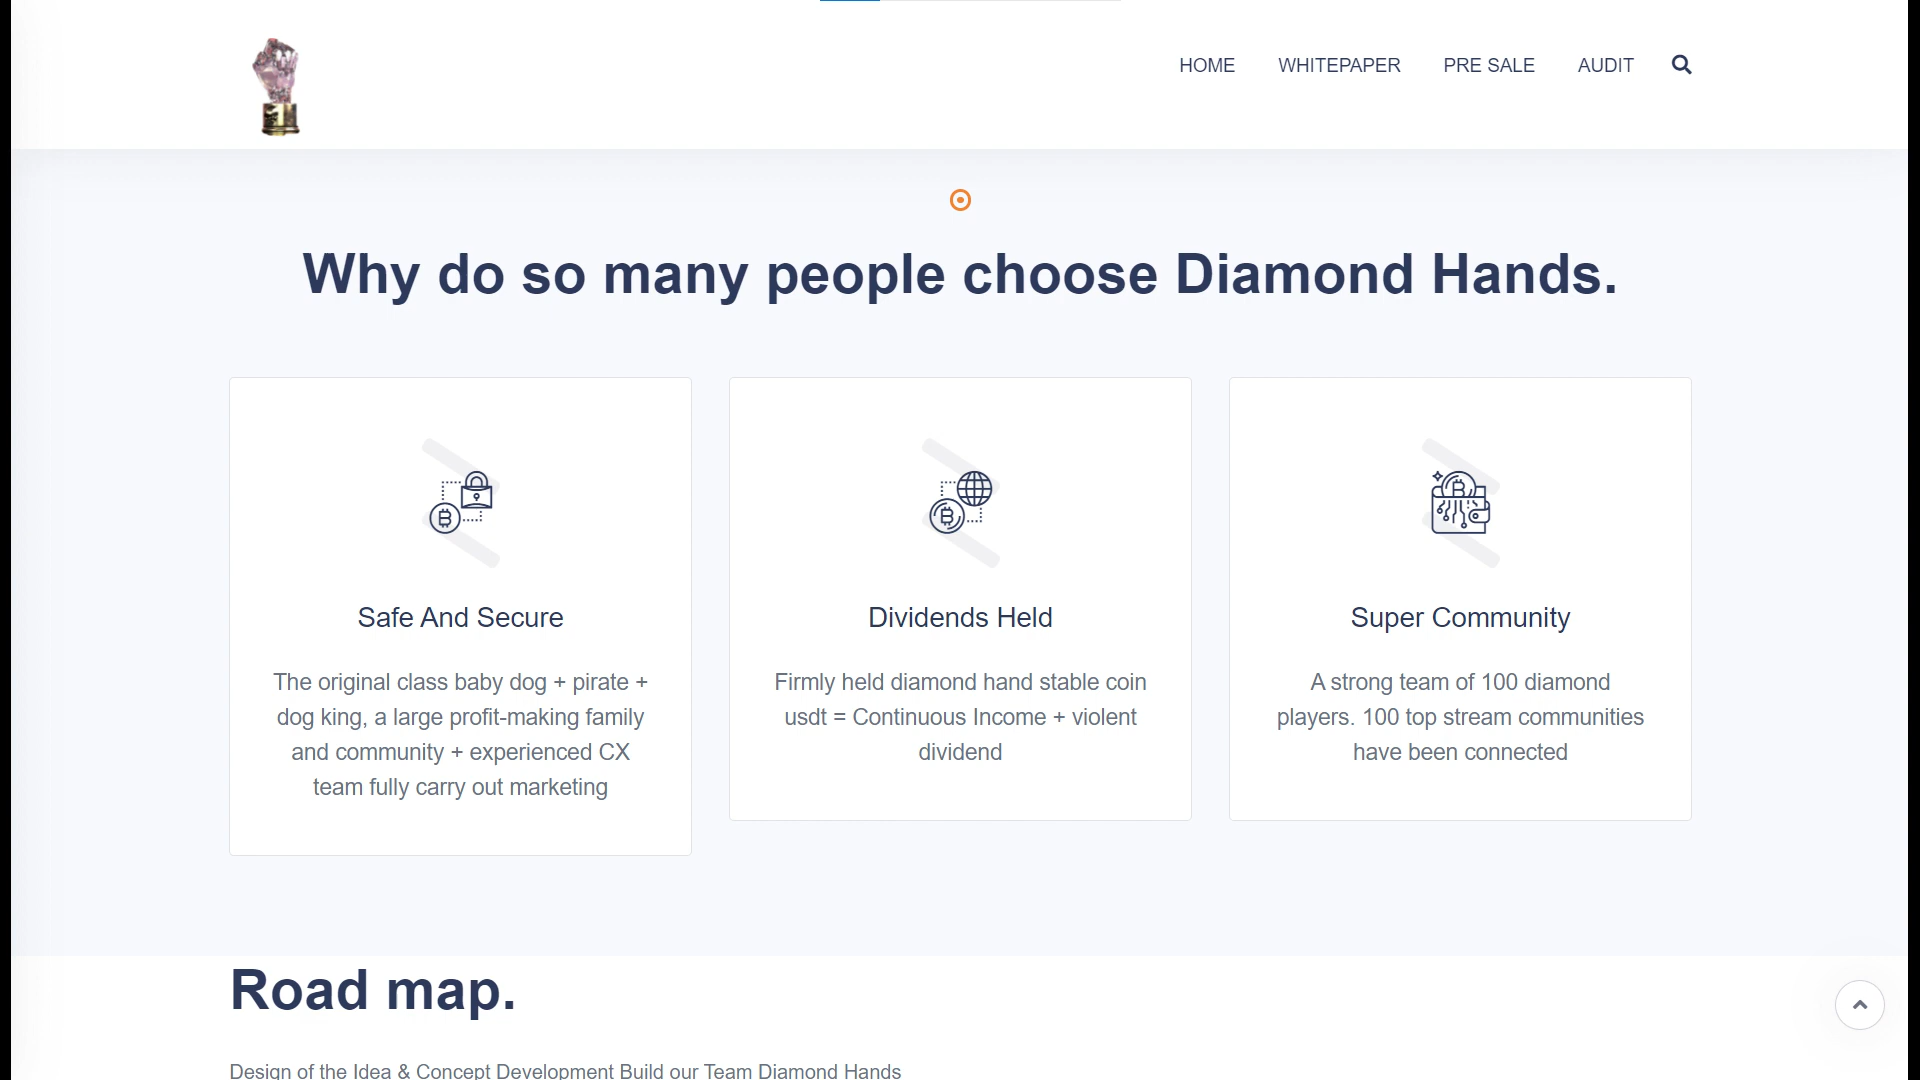 HOME WHITEPAPER PRE SALE AUDIT
Why do so many people choose Diamond Hands.
Safe And Secure
The original class baby dog + pirate +
dog king, a large profit-making family
and community + experienced CX
team fully carry out marketing
Dividends Held
Firmly held diamond hand stable coin
usdt = Continuous Income + violent
dividend
Super Community
A strong team of 100 diamond
players. 100 top stream communities
have been connected
Road map.
Design of the Idea & Concept Development Build our Team Diamond Hands